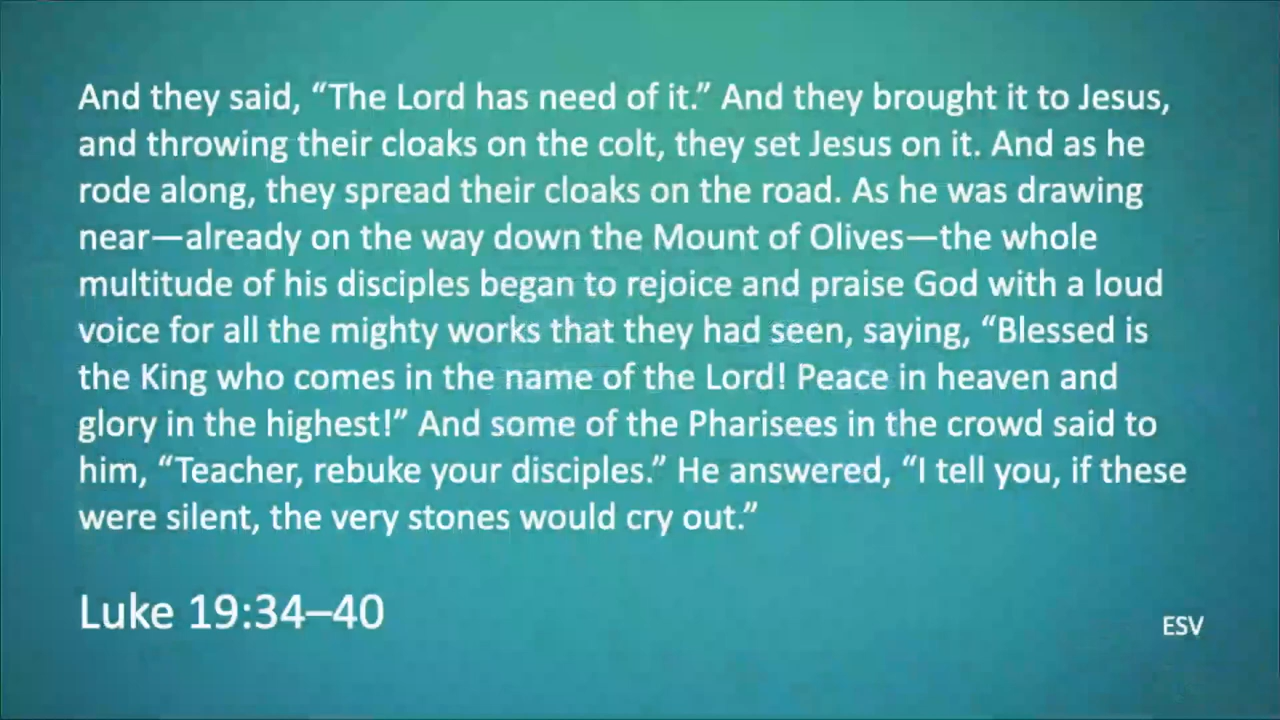 And they said, “The Lord has need of it.” And they brought it to Jesus,
and throwing their cloaks on the colt, they set Jesus on it. And as he
rode along, they spread their cloaks on the road. As he was drawing
near—already on the way down the Mount of Olives—the whole
multitude of his disciples began to rejoice and praise God with a loud
voice for all the mighty works that they had seen, saying, “Blessed is
the King who comes in the name of the Lord! Peace in heaven and
glory in the highest!” And some of the Pharisees in the crowd said to
him, “Teacher, rebuke your disciples.” He answered, “I tell you, if these
were silent, the very stones would cry out.”
Luke 19:34–40
ESV